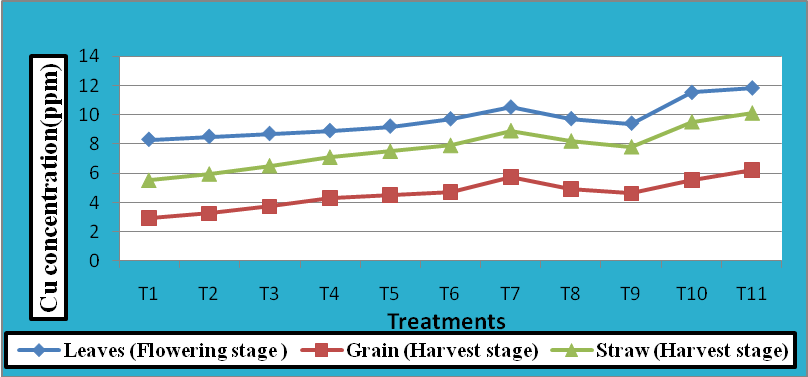 Cu concentration(ppm)
14
12
10
8
6
4
2
0
T1 T2 T3 T4 T5 T6 T7 T8 T9 T10 T11
Treatments
Leaves (Flowering stage ) Grain (Harvest stage) Straw (Harvest stage)